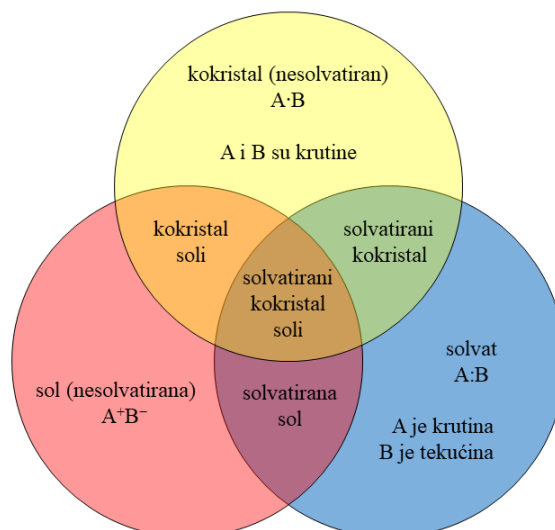 kokristal (nesolvatiran)
A·B
A i B su krutine
kokristal
soli
solvatirani
kokristal
solvatirani
kokristal
soli
sol (nesolvatirana)
A⁺B⁻
solvatirana
sol
solvat
A:B
A je krutina
B je tekućina